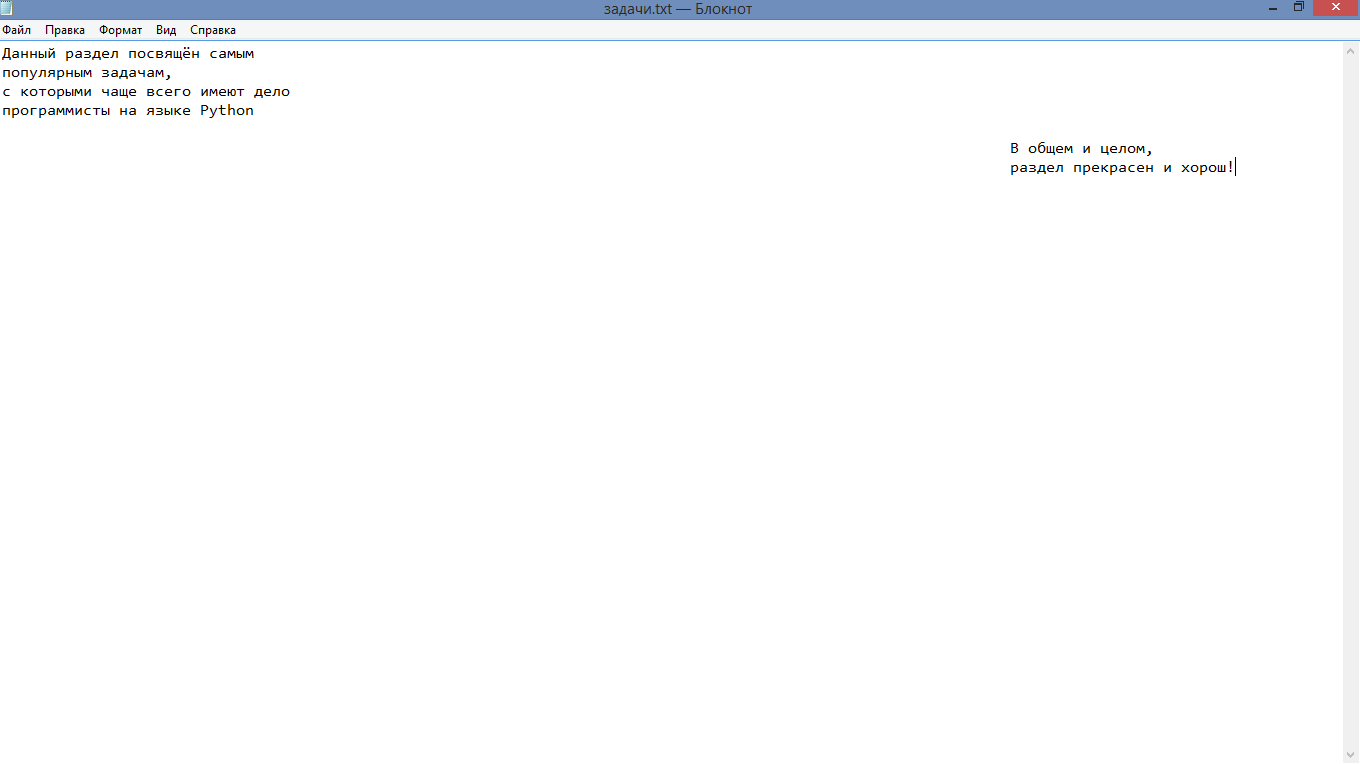 задачи.txt — Блокнот
Файл Правка Формат Вид Справка
Данный раздел посвящён самым
популярным задачам,
с которыми чаще всего имеют дело
программисты на языке Python
В общем и целом,
раздел прекрасен и хорош!